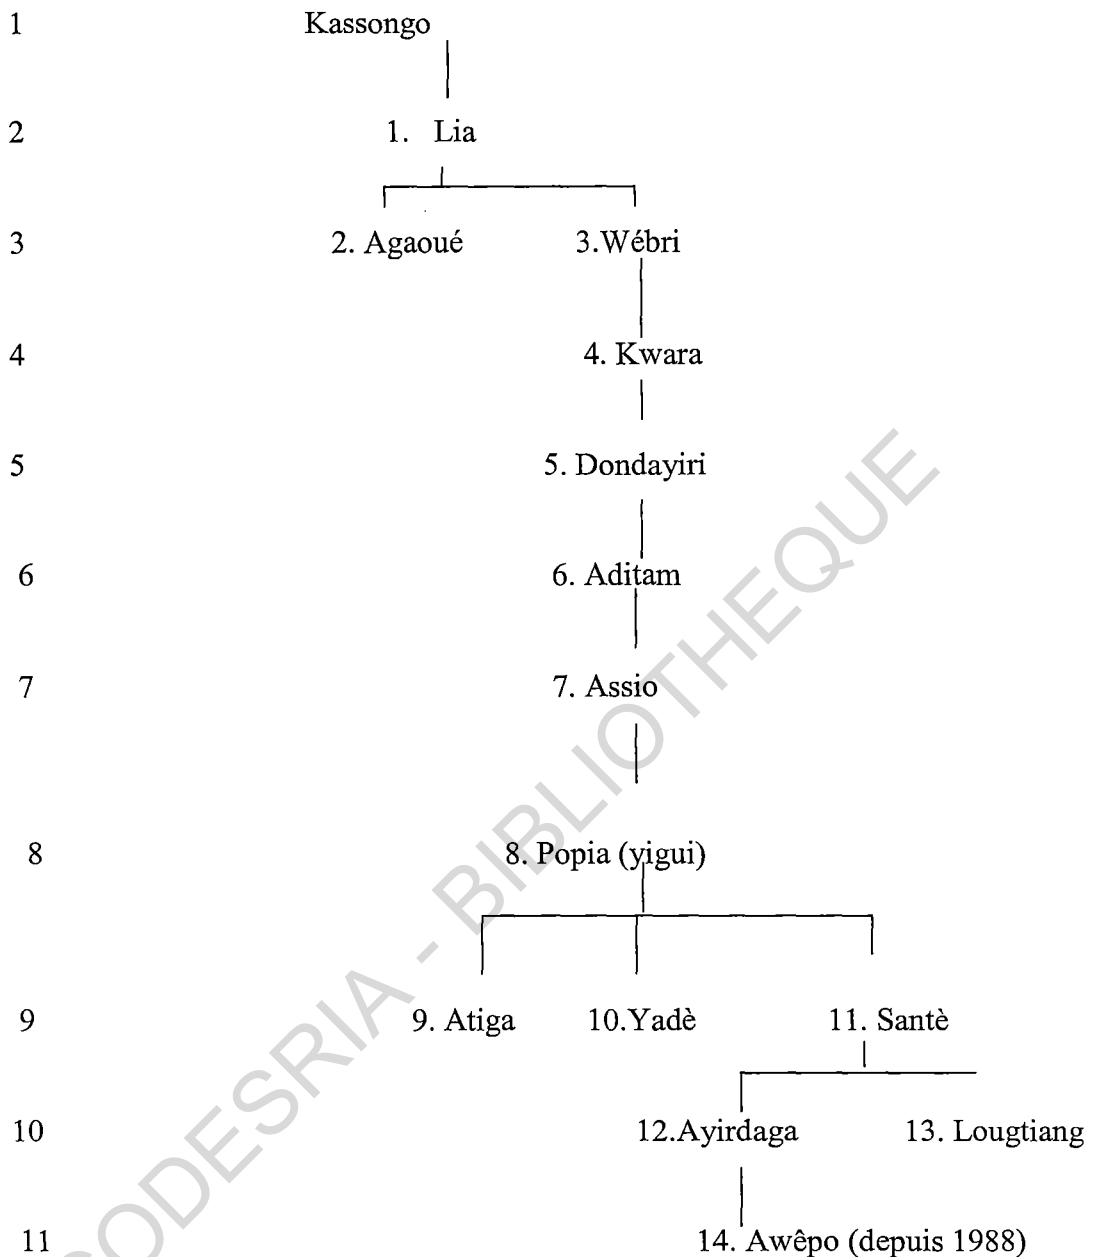 1 Kassongo
2 1. Lia
3 2. Agaoué 3.Wébri
4 4. Kwara
5 5. Dondayiri
6 6. Aditam
7 7. Assio
8 8. Popia (yigui)
9 9. Atiga 10.Yadè 11. Santè
10 12.Ayirdaga 13. Lougtiang
11 14. Awêpo (depuis 1988)
CODESRIA - BIBLIOTHEQUE